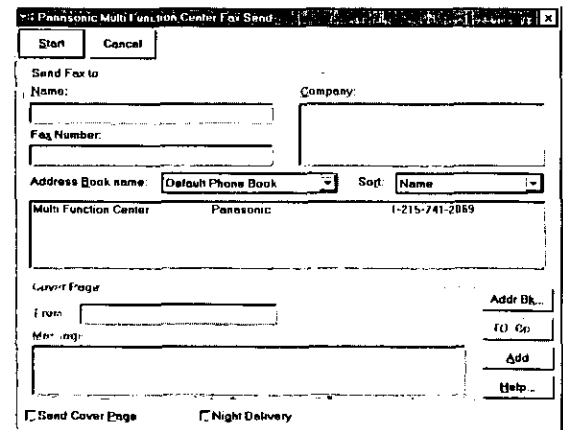 Panasonic Multi Function Center Fax Send
Start Cancel
Send Fax to
Name: Company:
Fax Number:
Address Book name: Default Phone Book Sort: Name
Multi Function Center Panasonic 1-215-741-2069
Cover Page
From
Message
Addr Bk...
Add
Help...
Send Cover Page Night Delivery